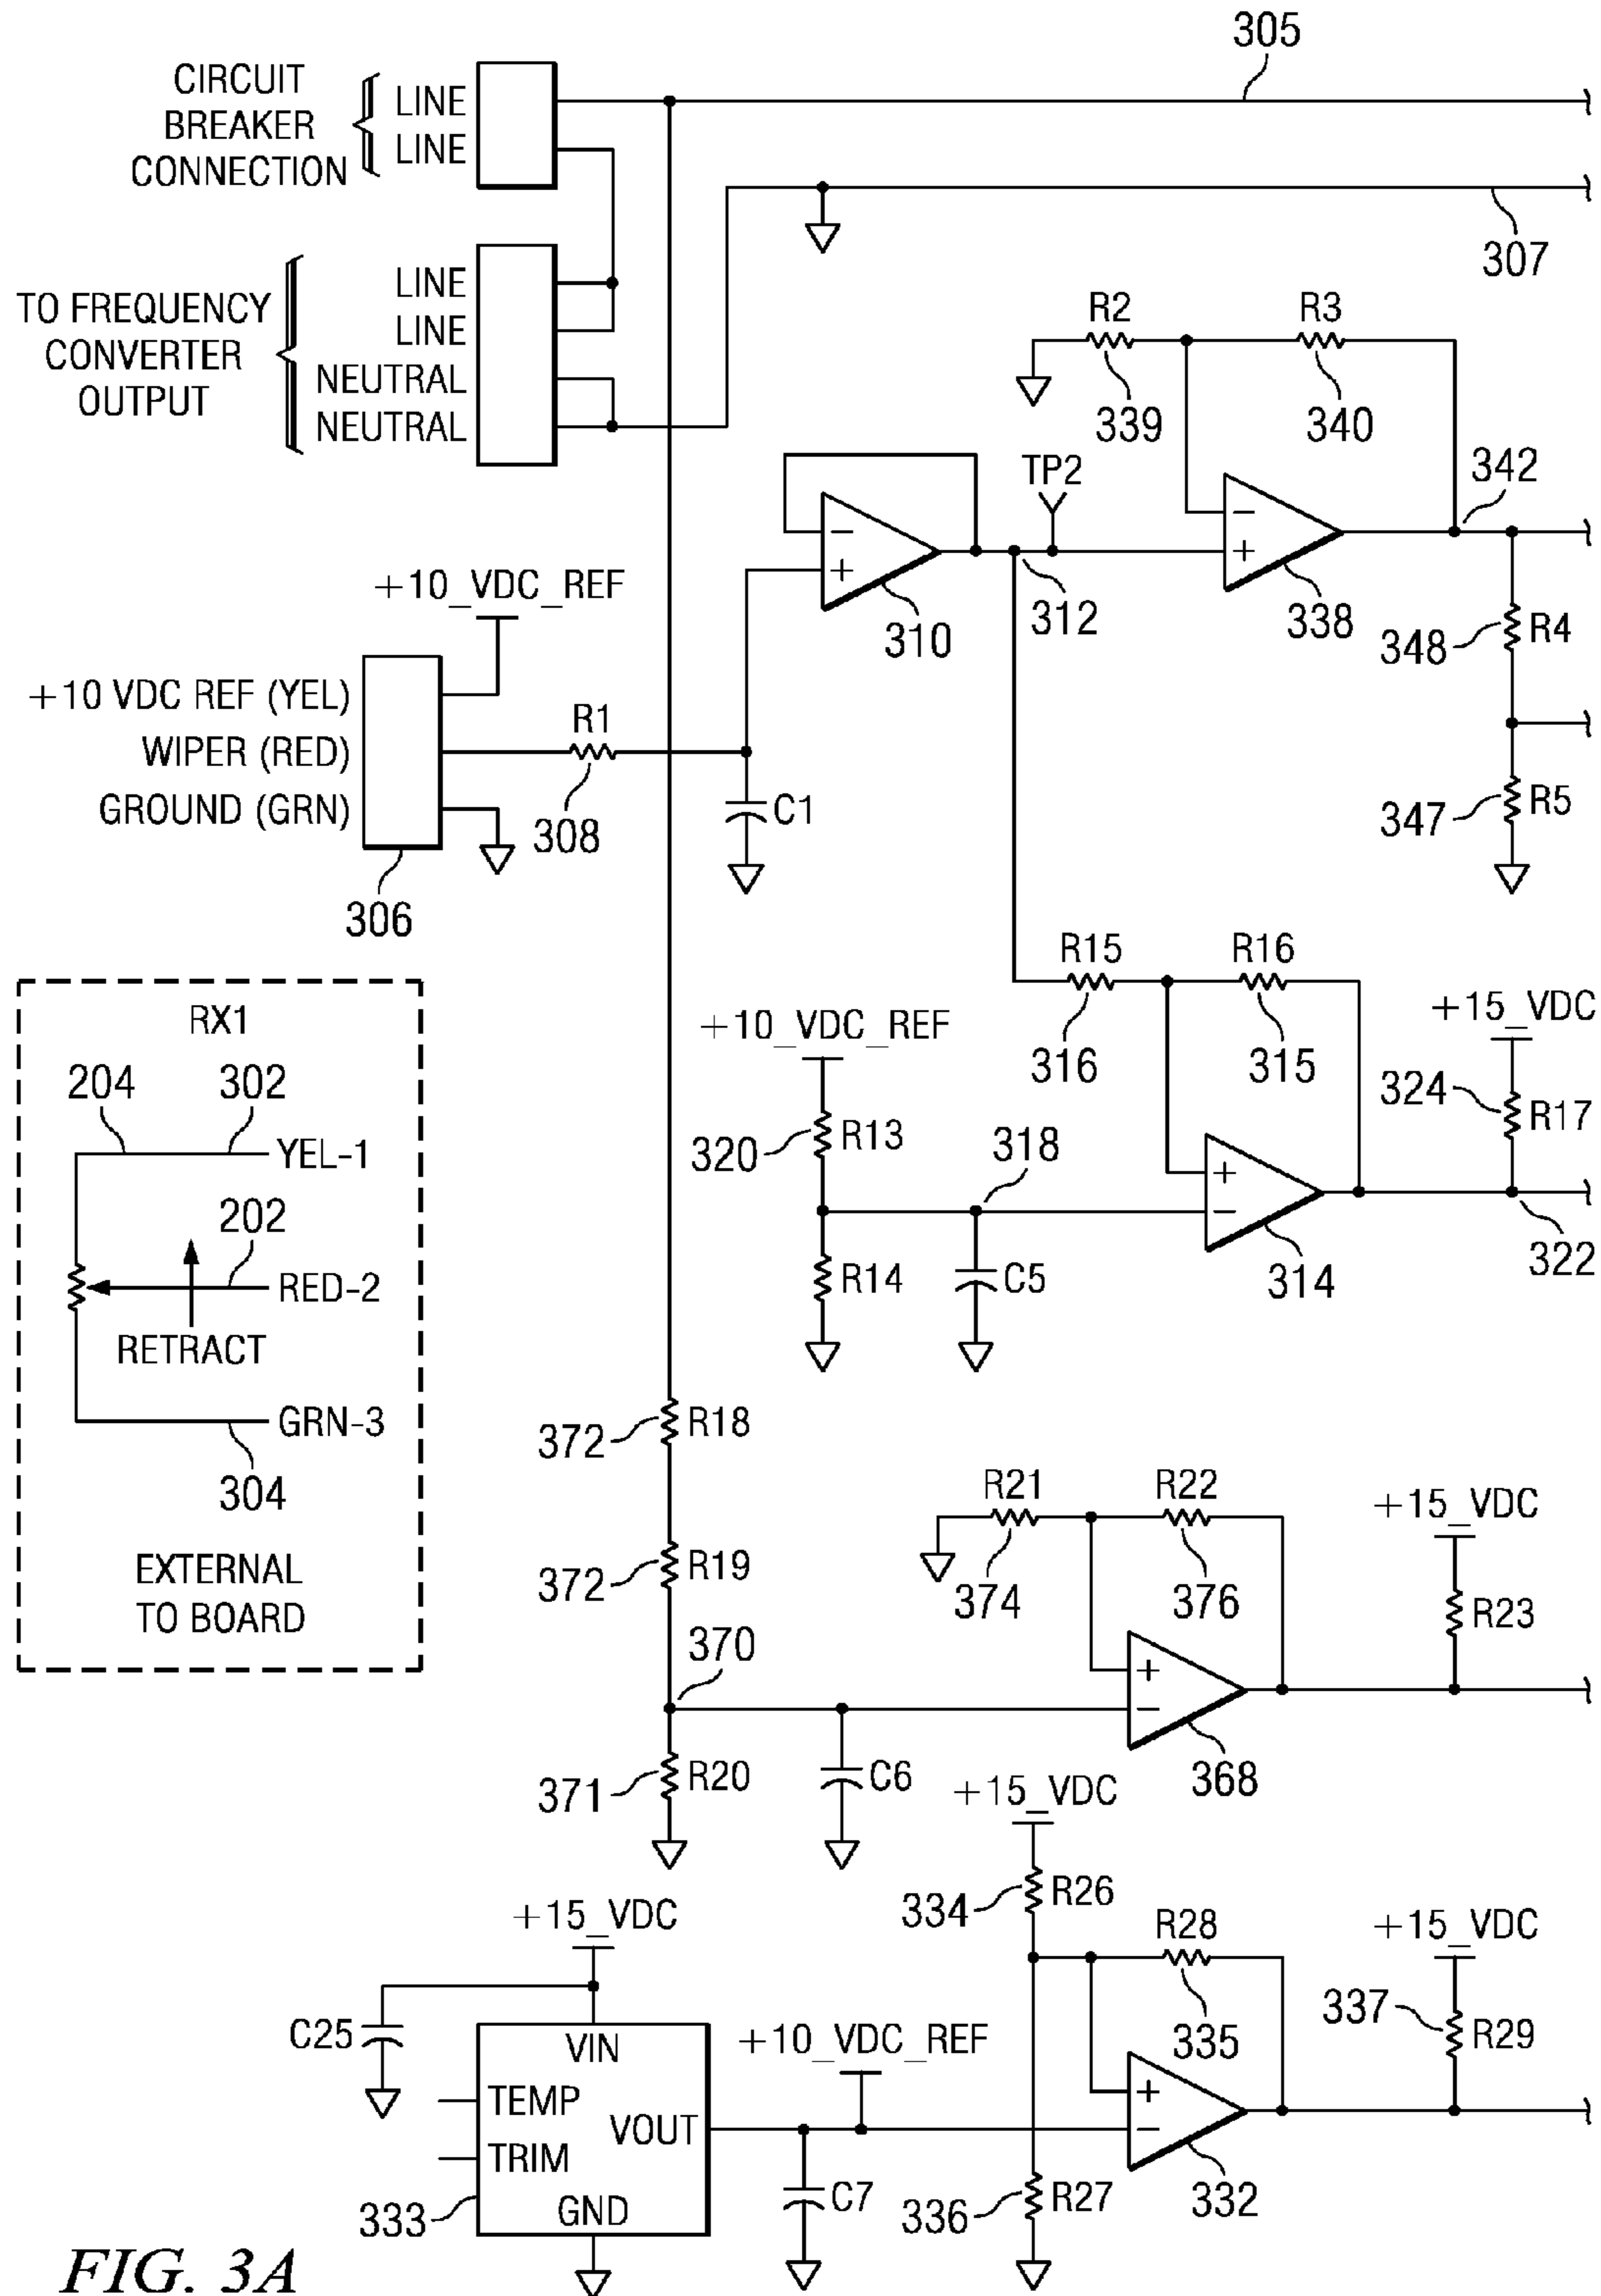 305
CIRCUIT
BREAKER
CONNECTION
LINE
LINE
307
TO FREQUENCY
CONVERTER
OUTPUT
LINE
LINE
NEUTRAL
NEUTRAL
R2
R3
339
340
TP2
342
+10_VDC_REF
310
312
338
348
R4
+10 VDC REF (YEL)
WIPER (RED)
GROUND (GRN)
R1
308
C1
347
R5
306
R15
R16
316
315
+15_VDC
324
R17
RX1
204
302
YEL-1
202
RED-2
RETRACT
GRN-3
304
EXTERNAL
TO BOARD
+10_VDC_REF
320
R13
318
R14
C5
314
322
+
-
+
-
+
-
+
-
+
-
372
R18
372
R19
370
371
R20
C6
R21
R22
374
376
+15_VDC
R23
368
+15_VDC
334
R26
R28
335
+15_VDC
337
R29
336
R27
332
+15_VDC
C25
VIN
TEMP
TRIM
VOUT
GND
333
+10_VDC_REF
C7
FIG. 3A